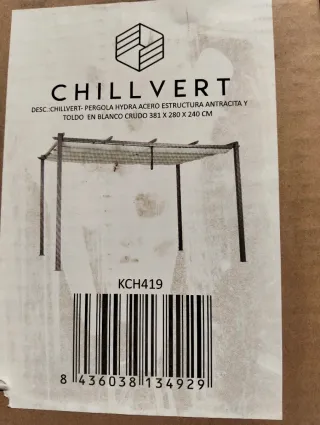 CHILLVERT
DESC.:CHILLVERT- PERGOLA HYDRA ACERO ESTRUCTURA ANTRACITA Y
TOLDO EN BLANCO CRUDO 381 X 280 X 240 CM
KCH419
8 436038 134929